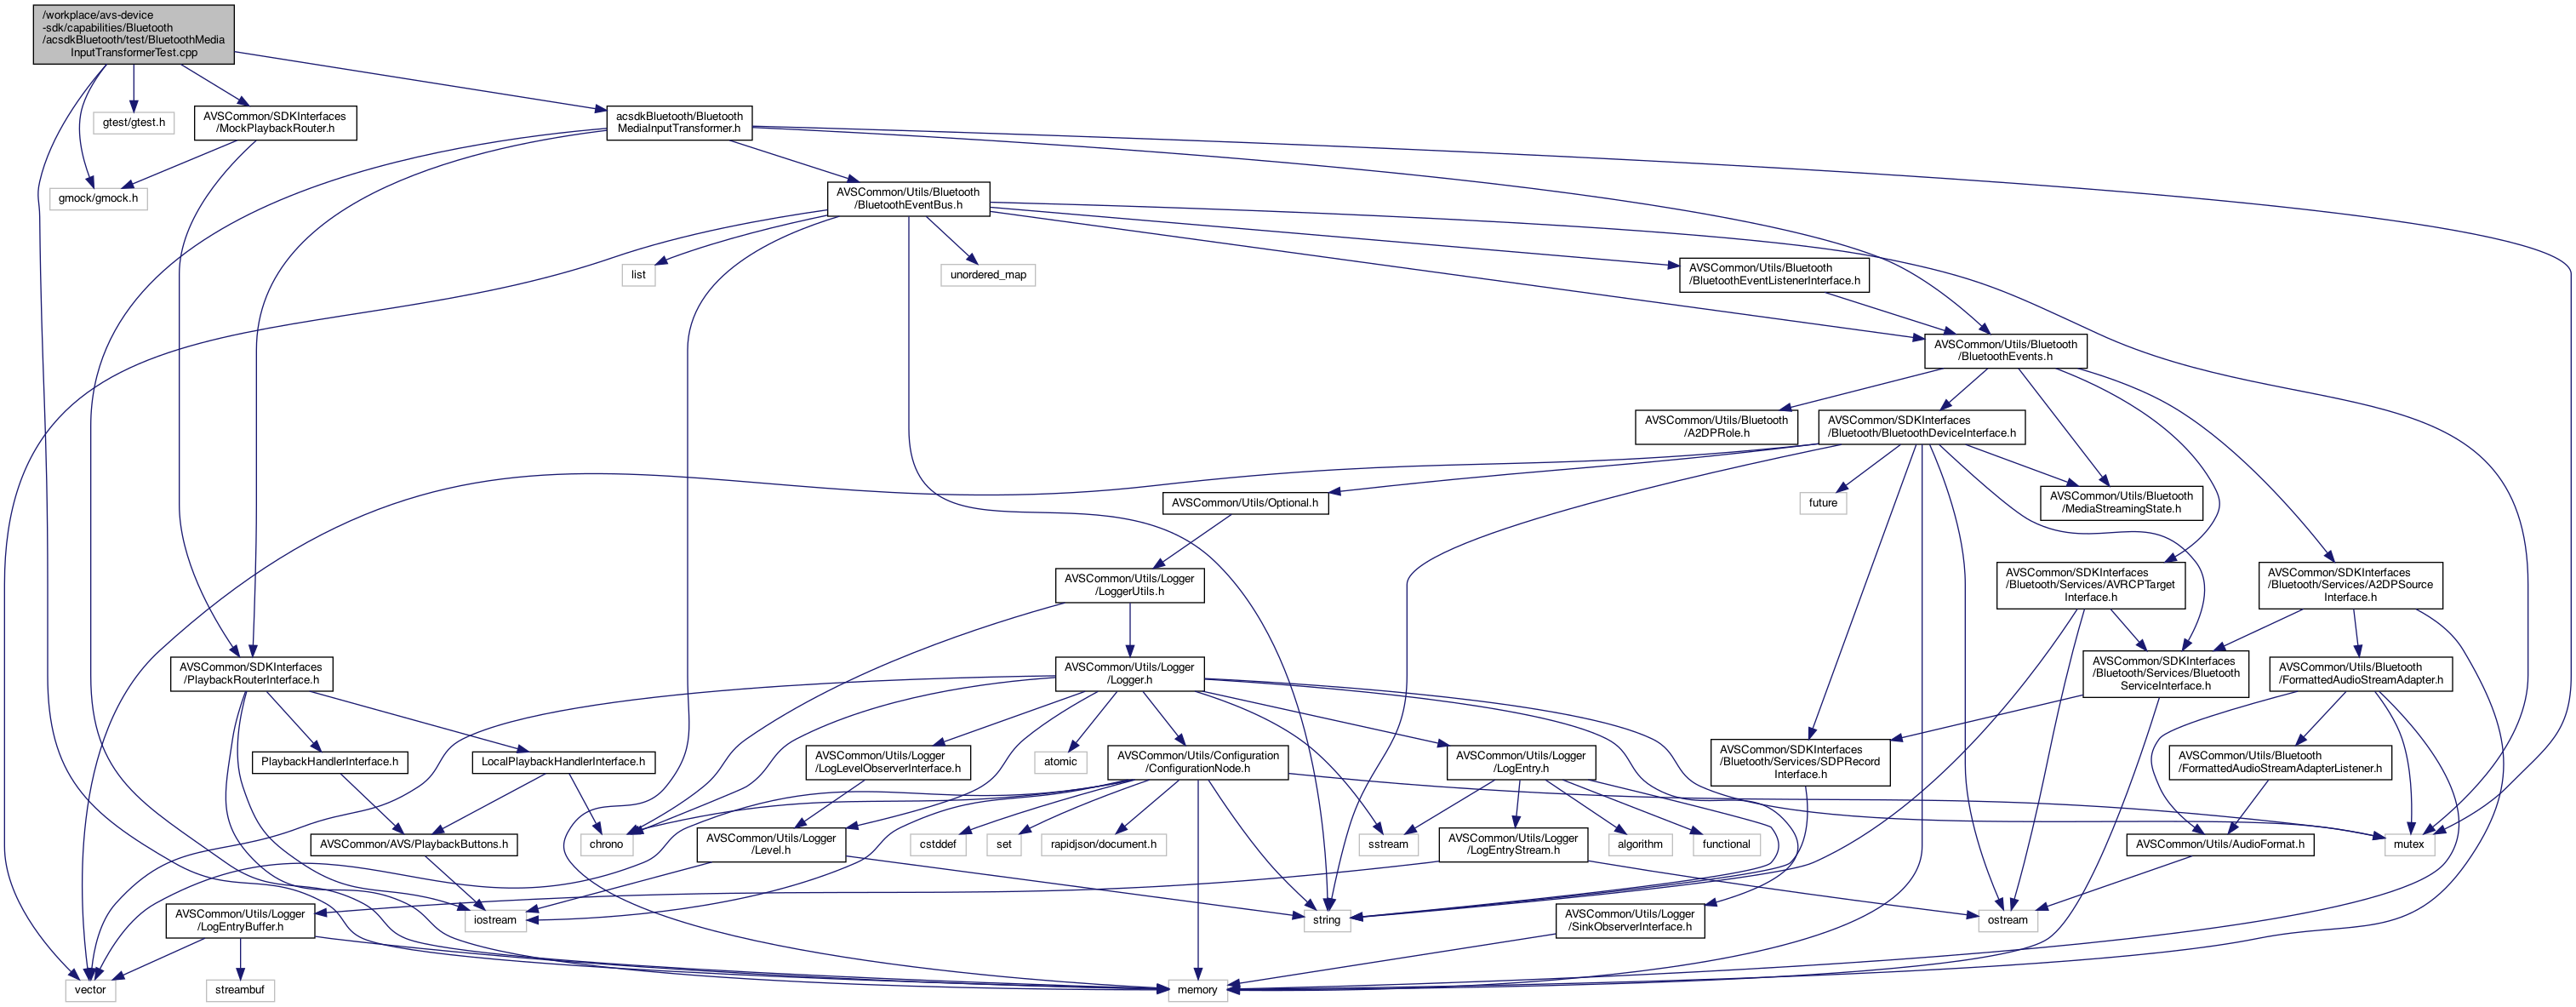 /workplace/avs-device
-sdk/capabilities/Bluetooth
/acsdkBluetooth/test/BluetoothMedia
InputTransformerTest.cpp
gtest/gtest.h
AVSCommon/SDKInterfaces
/MockPlaybackRouter.h
acsdkBluetooth/Bluetooth
MediaInputTransformer.h
gmock/gmock.h
AVSCommon/Utils/Bluetooth
/BluetoothEventBus.h
list
unordered_map
AVSCommon/Utils/Bluetooth
/BluetoothEventListenerInterface.h
AVSCommon/Utils/Bluetooth
/BluetoothEvents.h
AVSCommon/Utils/Bluetooth
/A2DPRole.h
AVSCommon/SDKInterfaces
/Bluetooth/BluetoothDeviceInterface.h
AVSCommon/Utils/Optional.h
future
AVSCommon/Utils/Bluetooth
/MediaStreamingState.h
AVSCommon/Utils/Logger
/LoggerUtils.h
AVSCommon/SDKInterfaces
/Bluetooth/Services/AVRCPTarget
Interface.h
AVSCommon/SDKInterfaces
/Bluetooth/Services/A2DPSource
Interface.h
AVSCommon/SDKInterfaces
/PlaybackRouterInterface.h
AVSCommon/Utils/Logger
/Logger.h
AVSCommon/SDKInterfaces
/Bluetooth/Services/Bluetooth
ServiceInterface.h
AVSCommon/Utils/Bluetooth
/FormattedAudioStreamAdapter.h
PlaybackHandlerInterface.h
LocalPlaybackHandlerInterface.h
AVSCommon/Utils/Logger
/LogLevelObserverInterface.h
atomic
AVSCommon/Utils/Configuration
/ConfigurationNode.h
AVSCommon/Utils/Logger
/LogEntry.h
AVSCommon/SDKInterfaces
/Bluetooth/Services/SDPRecord
Interface.h
AVSCommon/Utils/Bluetooth
/FormattedAudioStreamAdapterListener.h
AVSCommon/AVS/PlaybackButtons.h
chrono
AVSCommon/Utils/Logger
/Level.h
cstddef
set
rapidjson/document.h
sstream
AVSCommon/Utils/Logger
/LogEntryStream.h
algorithm
functional
AVSCommon/Utils/AudioFormat.h
mutex
AVSCommon/Utils/Logger
/LogEntryBuffer.h
iostream
string
AVSCommon/Utils/Logger
/SinkObserverInterface.h
ostream
vector
streambuf
memory